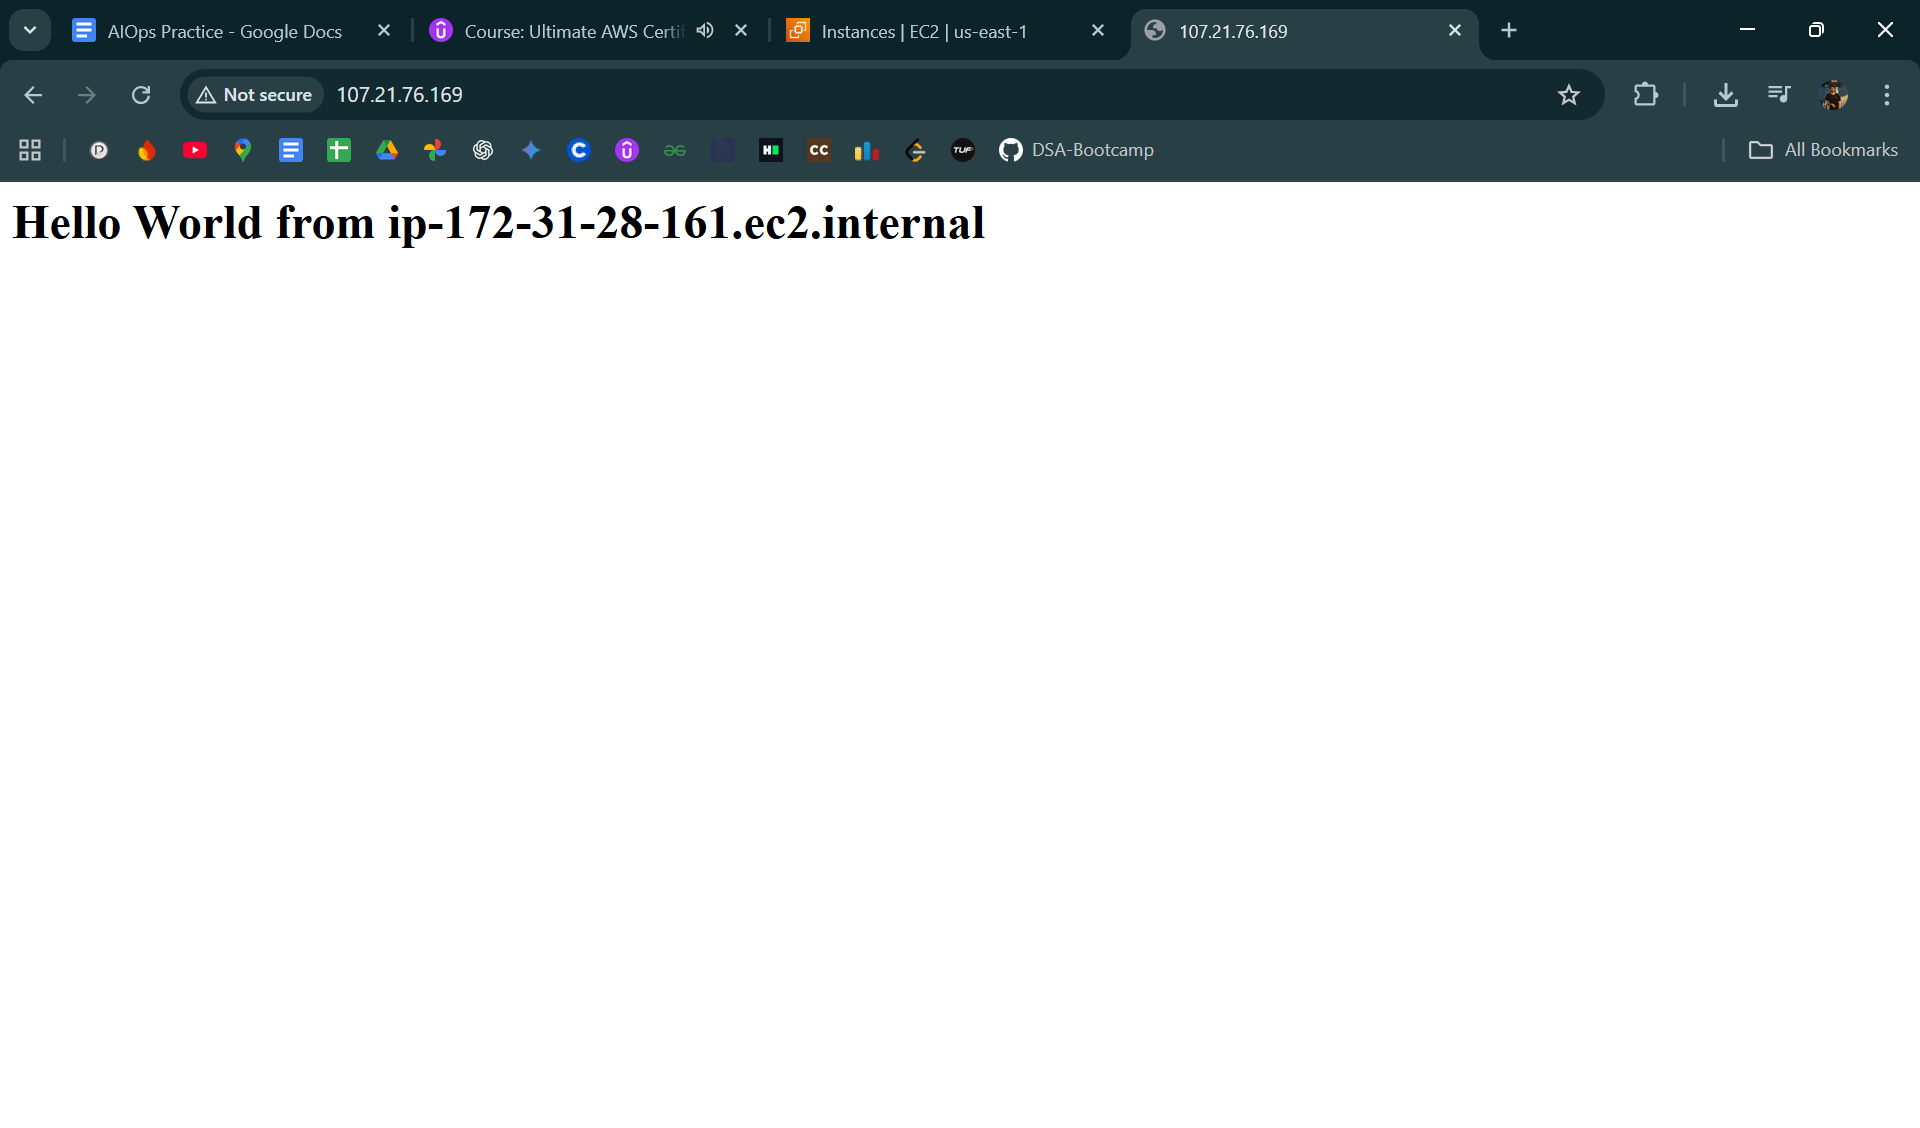 AIOps Practice - Google Docs
Course: Ultimate AWS Certif
Instances | EC2 | us-east-1
107.21.76.169
Not secure
107.21.76.169
DSA-Bootcamp
All Bookmarks
Hello World from ip-172-31-28-161.ec2.internal